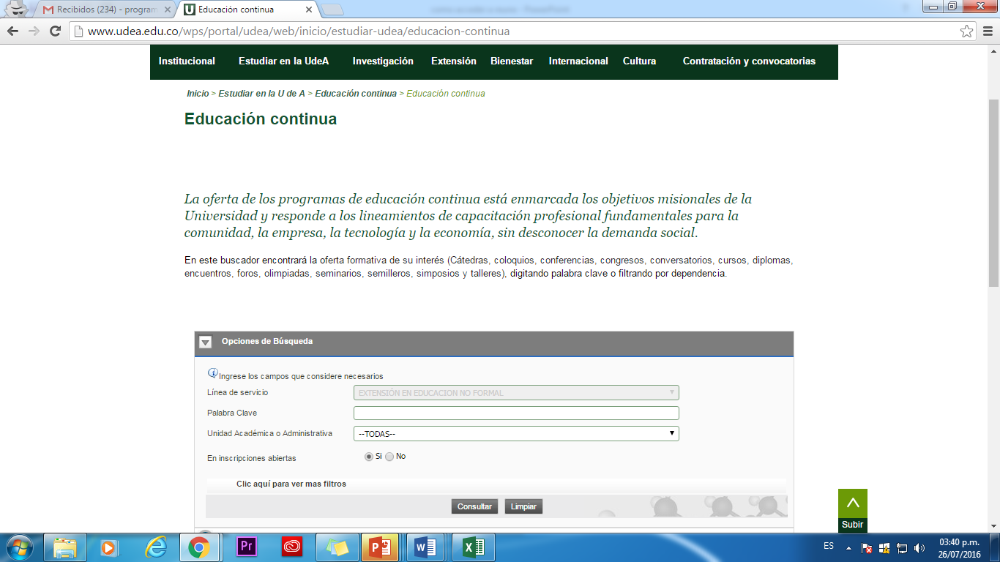 Recibidos (234) - program
Educación continua
www.udea.edu.co/wps/portal/udea/web/inicio/estudiar-udea/educacion-continua
Institucional Estudiar en la UdeA Investigación Extensión Bienestar Internacional Cultura Contratación y convocatorias
Inicio > Estudiar en la U de A > Educación continua > Educación continua
Educación continua
La oferta de los programas de educación continua está enmarcada los objetivos misionales de la
Universidad y responde a los lineamientos de capacitación profesional fundamentales para la
comunidad, la empresa, la tecnología y la economía, sin desconocer la demanda social.
En este buscador encontrará la oferta formativa de su interés (Cátedras, coloquios, conferencias, congresos, conversatorios, cursos, diplomas,
encuentros, foros, olimpiadas, seminarios, semilleros, simposios y talleres), digitando palabra clave o filtrando por dependencia.
Opciones de Búsqueda
Ingrese los campos que considere necesarios
Línea de servicio EXTENSIÓN EN EDUCACION NO FORMAL
Palabra Clave
Unidad Académica o Administrativa --TODAS--
En inscripciones abiertas Si No
Clic aquí para ver mas filtros
Consultar Limpiar
Subir
Pr
ES
03:40 p.m.
26/07/2016